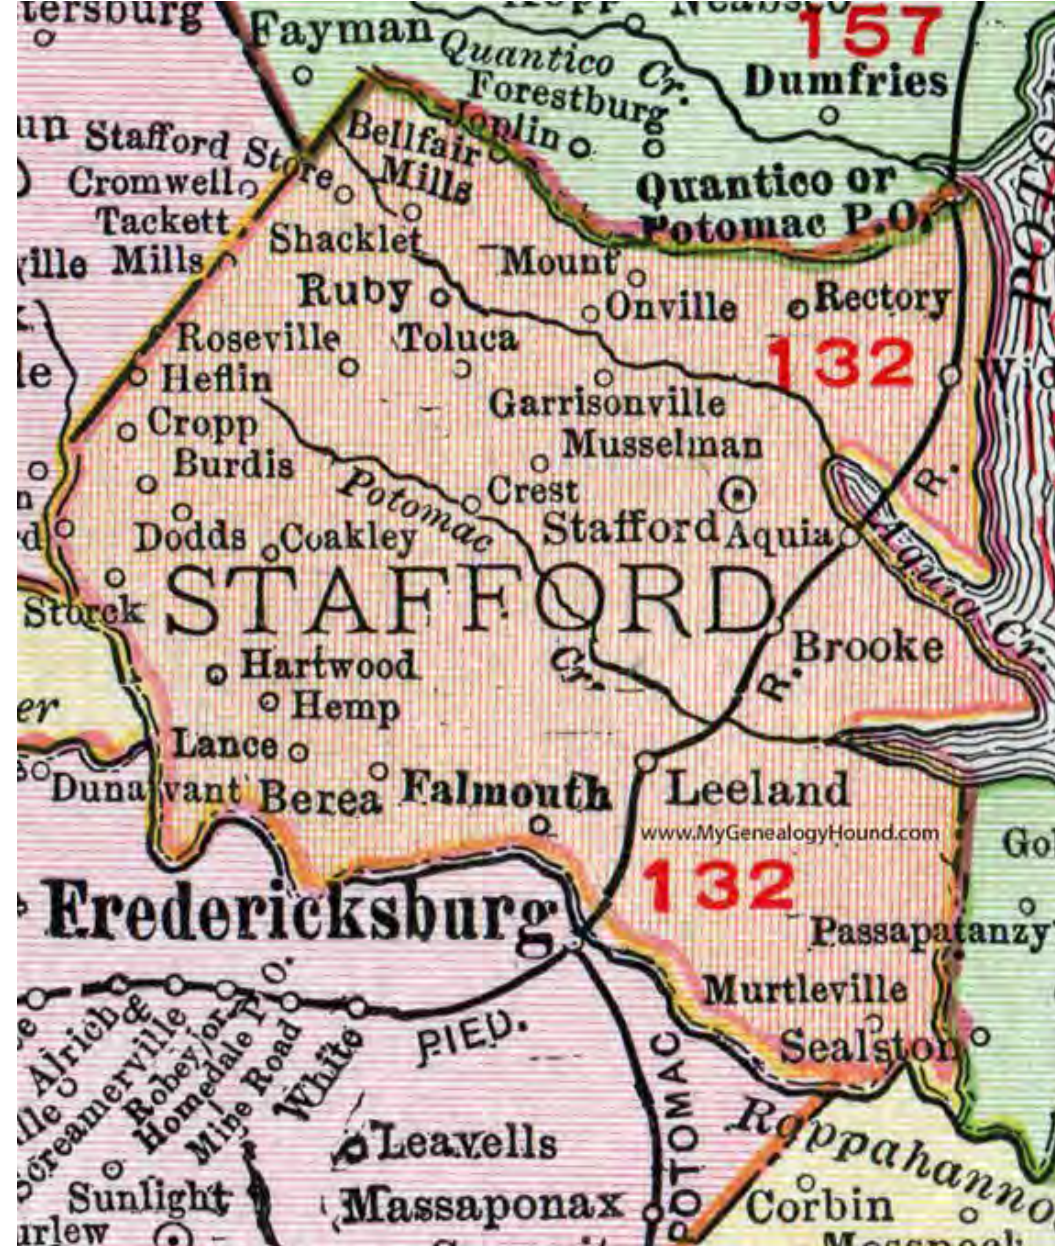 tersburg
Fayman
157
Quantico Cr.
Dumfries
Forestburg
Joplin
Stafford Store
Bellfair
Mills
Cromwell
Quantico or
Potomac P.O.
Tackett
Mills
Shacklet
Mount
Ruby
Onville
Rectory
Roseville
Toluca
132
Heflin
Garrisonville
Cropp
Musselman
Burdis
Potomac
Crest
R.
Dodds
Coakley
Stafford
Aquia
Aquia Cr.
STAFFORD
Storck
Brooke
Hartwood
Cr.
R.
Hemp
Lance
Dunavant
Berea
Falmouth
Leeland
www.MyGenealogyHound.com
132
Fredericksburg
Passapatanzy
Murtleville
Sealston
Alrich &
Screamerville
Robey or
Homedale P.O.
Mine Road
White
PIED.
POTOMAC
Rappahanno
Leavells
Massaponax
Sunlight
Corbin